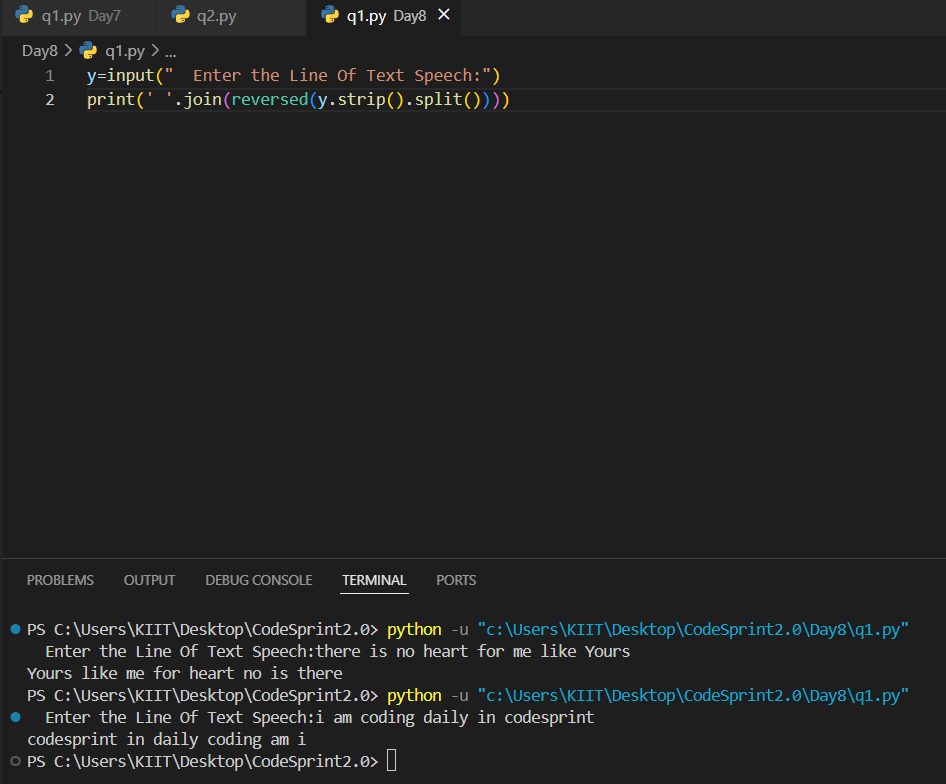 q1.py Day7 q2.py q1.py Day8 ×
Day8 > q1.py > ...
1 y=input("  Enter the Line Of Text Speech:")
2 print(' '.join(reversed(y.strip().split())))
PROBLEMS OUTPUT DEBUG CONSOLE TERMINAL PORTS
PS C:\Users\KIIT\Desktop\CodeSprint2.0> python -u "c:\Users\KIIT\Desktop\CodeSprint2.0\Day8\q1.py"
  Enter the Line Of Text Speech:there is no heart for me like Yours
Yours like me for heart no is there
PS C:\Users\KIIT\Desktop\CodeSprint2.0> python -u "c:\Users\KIIT\Desktop\CodeSprint2.0\Day8\q1.py"
  Enter the Line Of Text Speech:i am coding daily in codesprint
codesprint in daily coding am i
PS C:\Users\KIIT\Desktop\CodeSprint2.0>